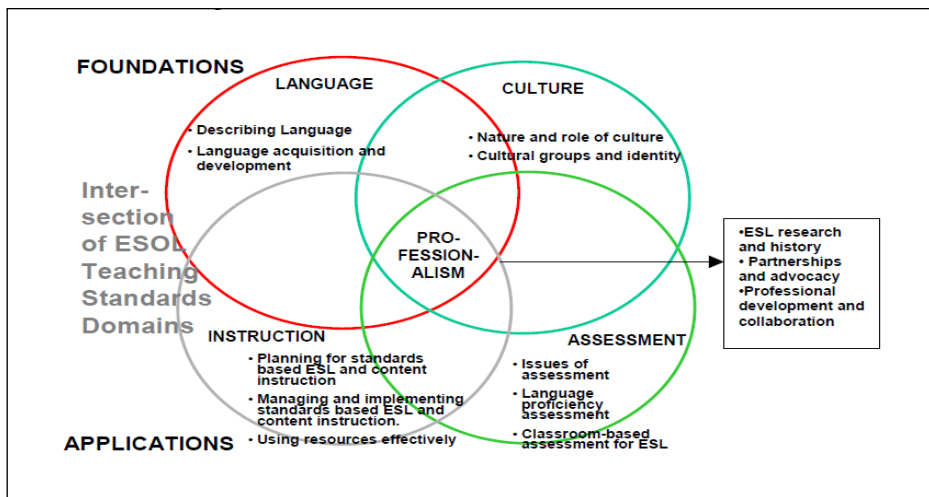 FOUNDATIONS
LANGUAGE
CULTURE
• Describing Language
• Language acquisition and
development
• Nature and role of culture
• Cultural groups and identity
Inter-
section
of ESOL
Teaching
Standards
Domains
PRO-
FESSION-
ALISM
•ESL research
and history
• Partnerships
and advocacy
•Professional
development and
collaboration
INSTRUCTION
• Planning for standards
based ESL and content
instruction
• Managing and implementing
standards based ESL and
content instruction.
• Using resources effectively
ASSESSMENT
• Issues of
assessment
• Language
proficiency
assessment
• Classroom-based
assessment for ESL
APPLICATIONS